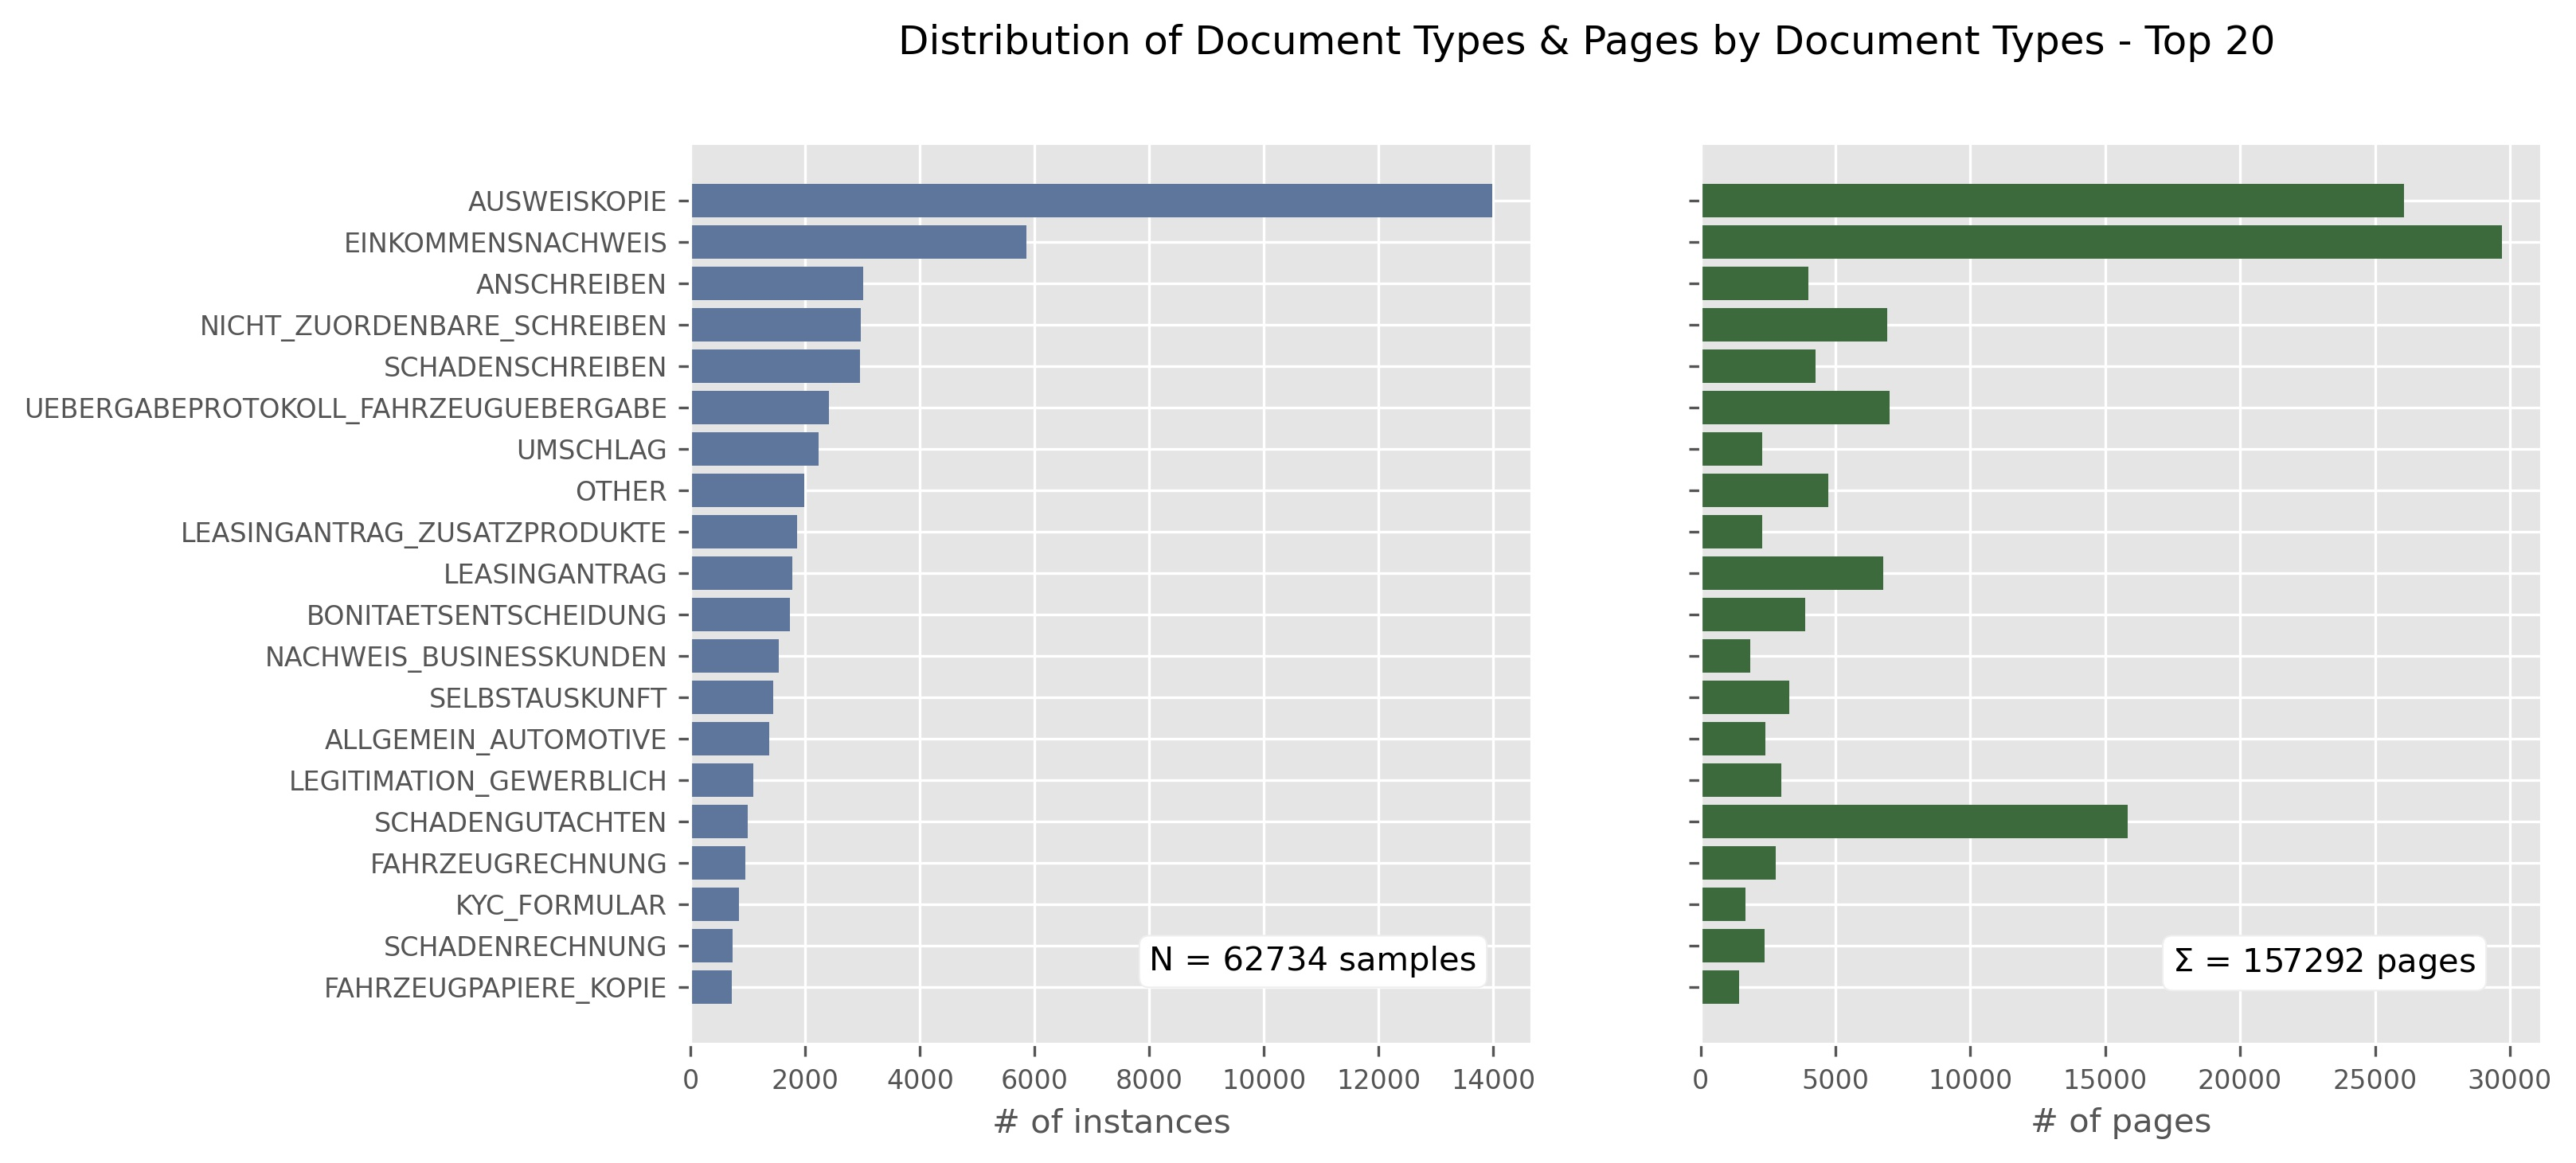 Distribution of Document Types & Pages by Document Types - Top 20
AUSWEISKOPIE
EINKOMMENSNACHWEIS
ANSCHREIBEN
NICHT_ZUORDENBARE_SCHREIBEN
SCHADENSCHREIBEN
UEBERGABEPROTOKOLL_FAHRZEUGUEBERGABE
UMSCHLAG
OTHER
LEASINGANTRAG_ZUSATZPRODUKTE
LEASINGANTRAG
BONITAETSENTSCHEIDUNG
NACHWEIS_BUSINESSKUNDEN
SELBSTAUSKUNFT
ALLGEMEIN_AUTOMOTIVE
LEGITIMATION_GEWERBLICH
SCHADENGUTACHTEN
FAHRZEUGRECHNUNG
KYC_FORMULAR
SCHADENRECHNUNG
FAHRZEUGPAPIERE_KOPIE
N = 62734 samples
0 2000 4000 6000 8000 10000 12000 14000
# of instances
Σ = 157292 pages
0 5000 10000 15000 20000 25000 30000
# of pages